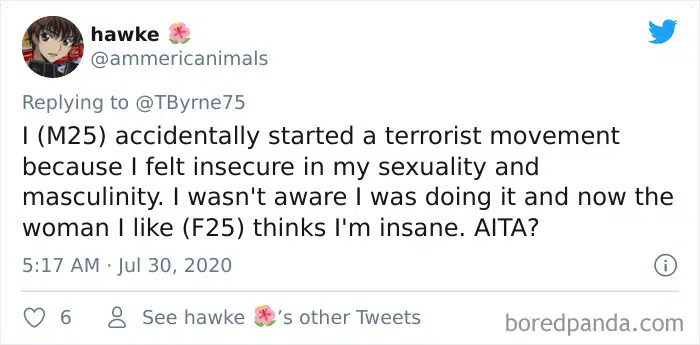 hawke 🌺
@ammericanimals
Replying to @TByrne75
I (M25) accidentally started a terrorist movement
because I felt insecure in my sexuality and
masculinity. I wasn't aware I was doing it and now the
woman I like (F25) thinks I'm insane. AITA?
5:17 AM · Jul 30, 2020
6 See hawke 🌺's other Tweets
boredpanda.com